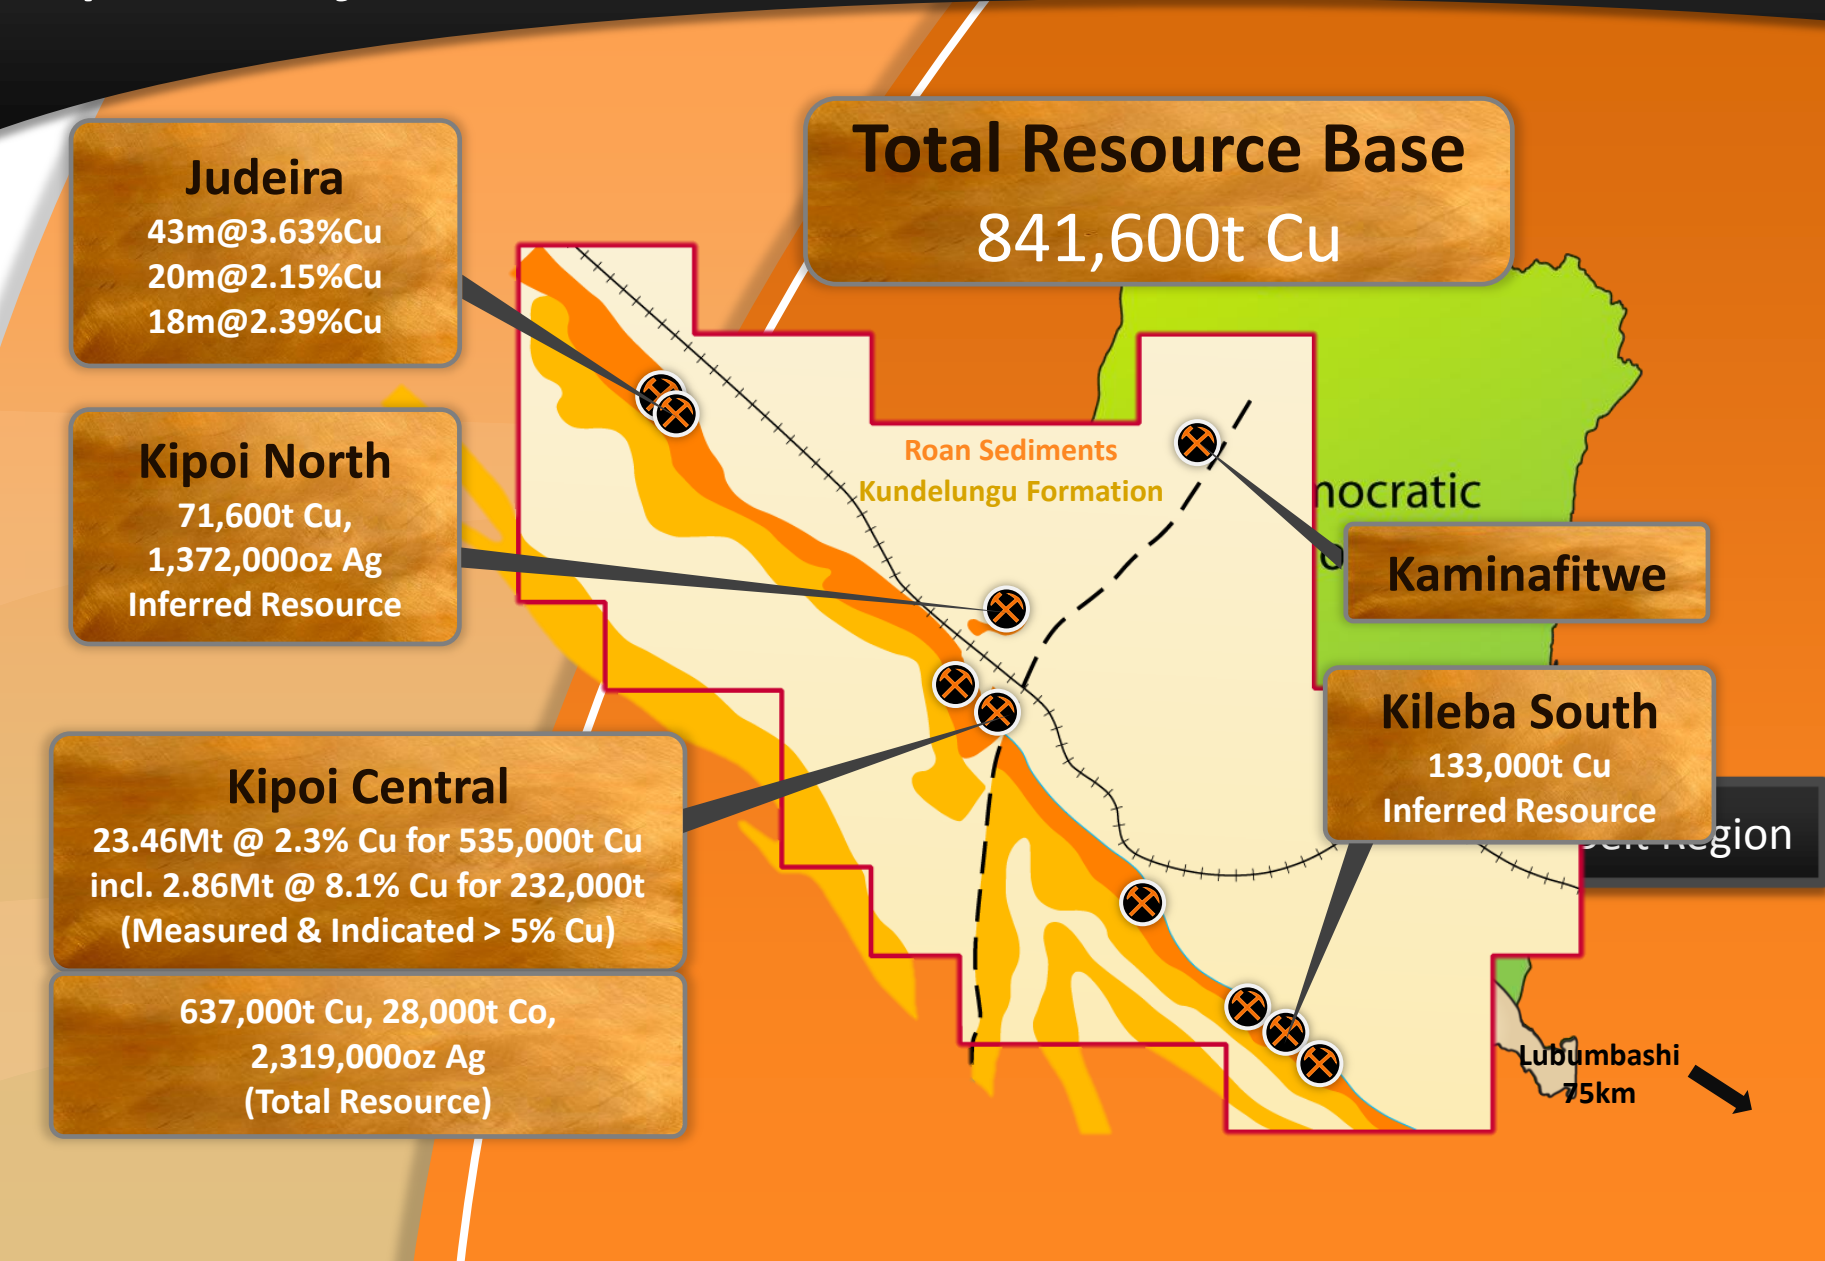 Total Resource Base
841,600t Cu
Judeira
43m@3.63%Cu
20m@2.15%Cu
18m@2.39%Cu
Kipoi North
71,600t Cu,
1,372,000oz Ag
Inferred Resource
Roan Sediments
Kundelungu Formation
mocratic
Kaminafitwe
Kileba South
133,000t Cu
Inferred Resource
Region
Kipoi Central
23.46Mt @ 2.3% Cu for 535,000t Cu
incl. 2.86Mt @ 8.1% Cu for 232,000t
(Measured & Indicated > 5% Cu)
637,000t Cu, 28,000t Co,
2,319,000oz Ag
(Total Resource)
Lubumbashi
75km